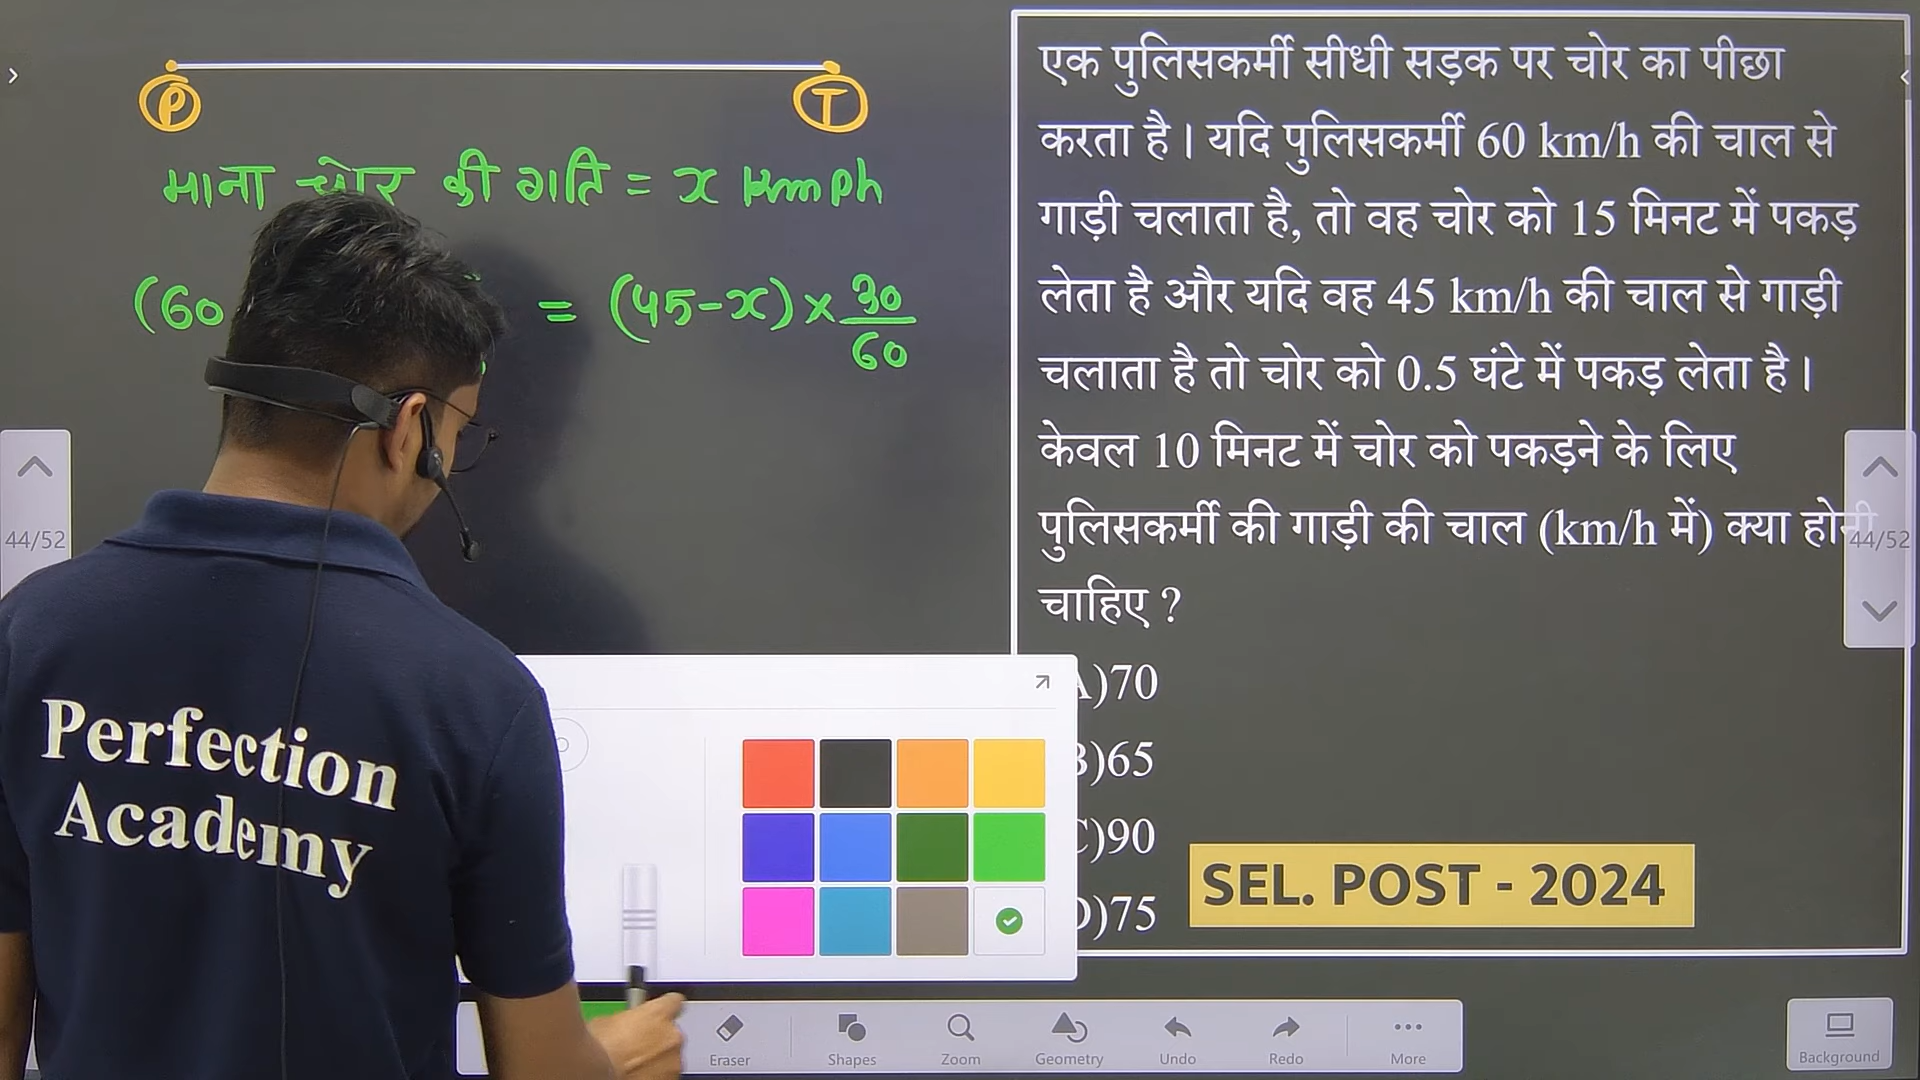 P
T
माना चोर की गति = x kmph
(60 = (45-x) × 30/60
एक पुलिसकर्मी सीधी सड़क पर चोर का पीछा
करता है। यदि पुलिसकर्मी 60 km/h की चाल से
गाड़ी चलाता है, तो वह चोर को 15 मिनट में पकड़
लेता है और यदि वह 45 km/h की चाल से गाड़ी
चलाता है तो चोर को 0.5 घंटे में पकड़ लेता है।
केवल 10 मिनट में चोर को पकड़ने के लिए
पुलिसकर्मी की गाड़ी की चाल (km/h में) क्या
चाहिए ?
)70
)65
)90
)75
SEL. POST - 2024
44/52
44/52
Perfection
Academy
Eraser
Shapes
Zoom
Geometry
Undo
Redo
More
Background